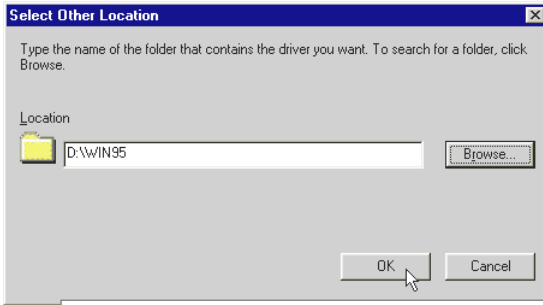 Select Other Location
Type the name of the folder that contains the driver you want. To search for a folder, click
Browse.
Location
D:\WIN95
Browse...
OK
Cancel